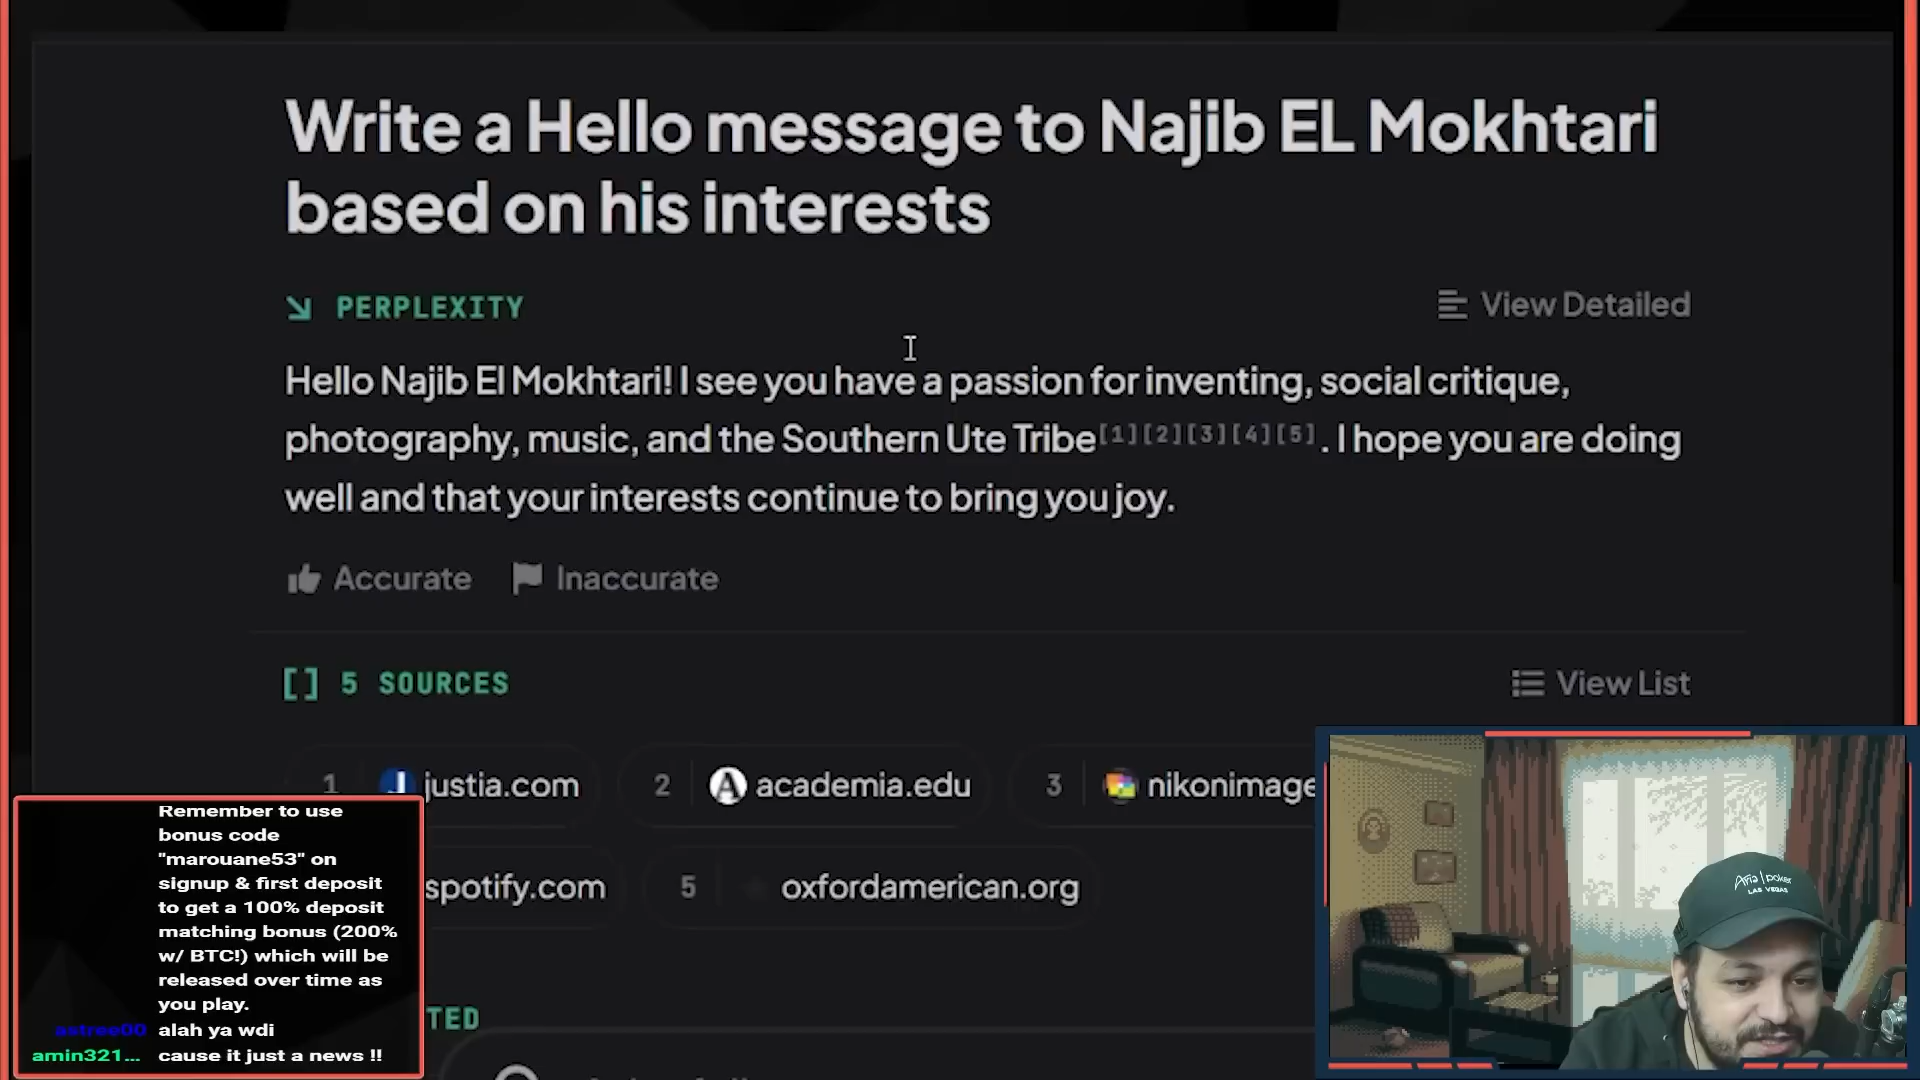 Write a Hello message to Najib EL Mokhtari
based on his interests
PERPLEXITY
View Detailed
Hello Najib El Mokhtari! I see you have a passion for inventing, social critique,
photography, music, and the Southern Ute Tribe[1][2][3][4][5]. I hope you are doing
well and that your interests continue to bring you joy.
Accurate
Inaccurate
[] 5 SOURCES
View List
1 justia.com
2 academia.edu
3 nikonimage
spotify.com
5 oxfordamerican.org
TED
Remember to use
bonus code
"marouane53" on
signup & first deposit
to get a 100% deposit
matching bonus (200%
w/ BTC!) which will be
released over time as
you play.
astree00 alah ya wdi
amin321... cause it just a news !!
Aria | poker
LAS VEGAS